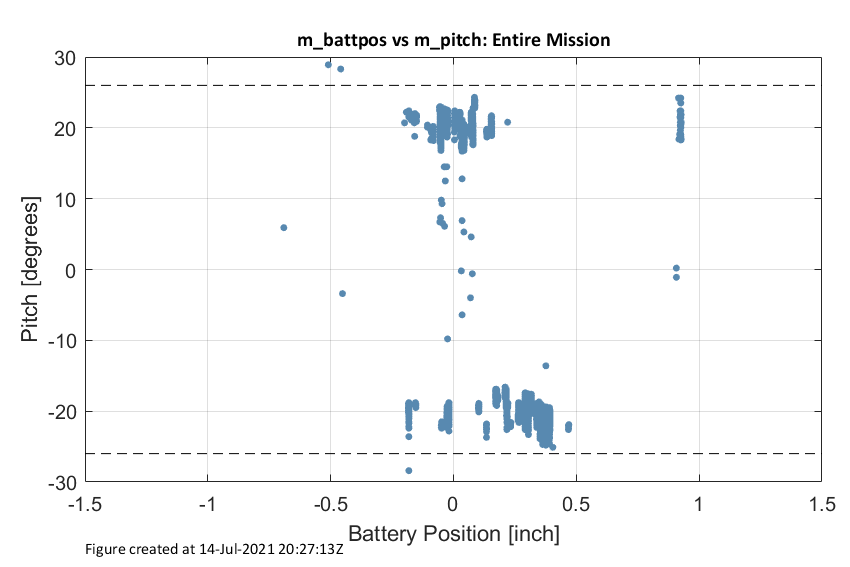 m_battpos vs m_pitch: Entire Mission
30
20
10
0
-10
-20
-30
Pitch [degrees]
-1.5 -1 -0.5 0 0.5 1 1.5
Battery Position [inch]
Figure created at 14-Jul-2021 20:27:13Z